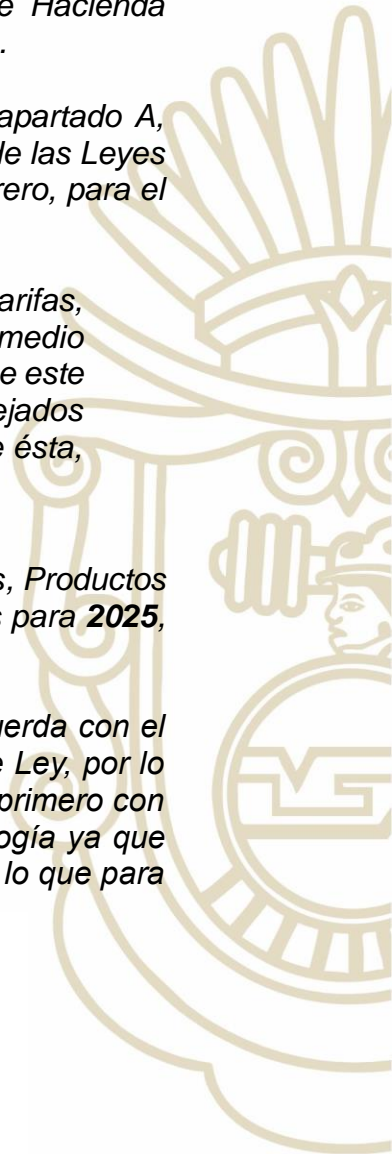 e Hacienda
.
apartado A,
de las Leyes
rero, para el
arifas,
medio
e este
ejados
e ésta,
s, Productos
s para 2025,
uerda con el
e Ley, por lo
primero con
ogía ya que
lo que para